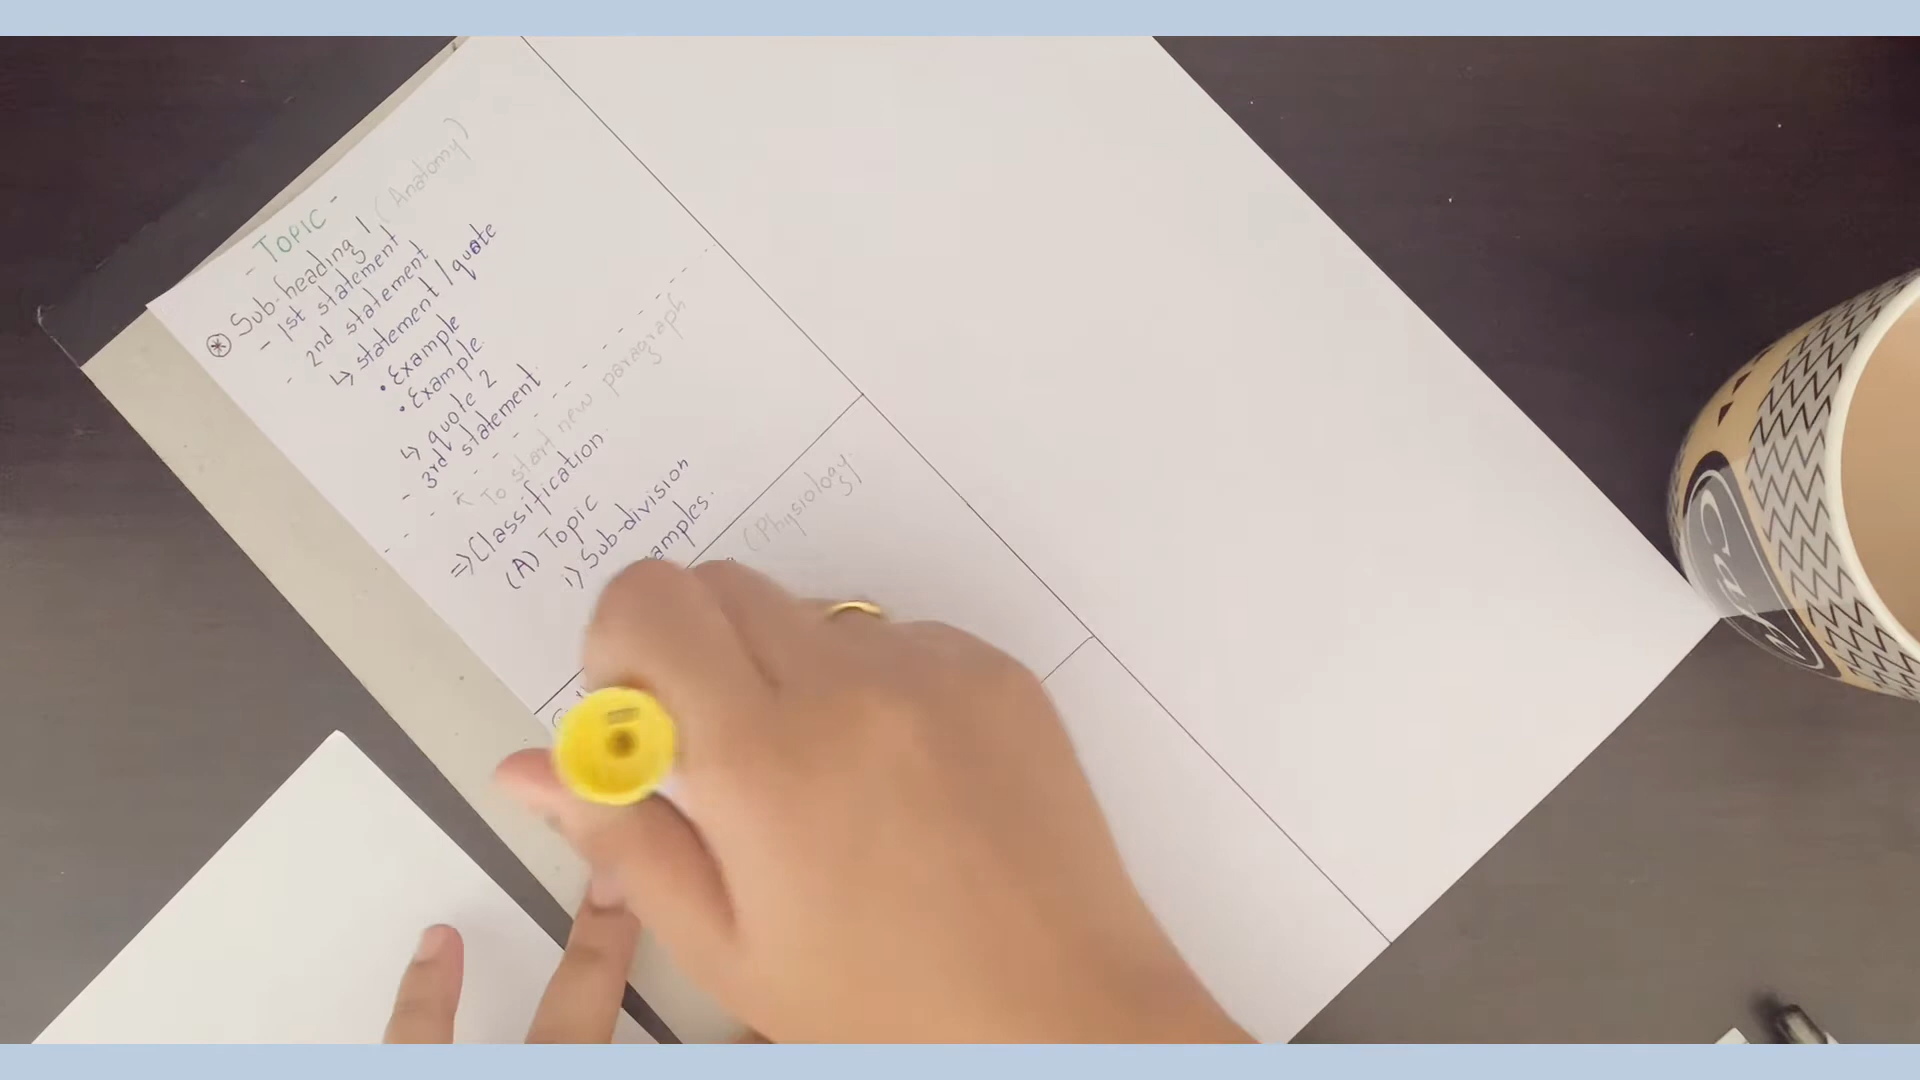 - TOPIC -
⊛ Sub-heading 1 (Anatomy)
- 1st statement
- 2nd statement
↳ statement / quote
• Example
• Example.
↳ quote 2
- 3rd statement.
↖ To start new paragraph
⇒ Classification.
(A) Topic
i) Sub-division
amples.
(Physiology)
Café